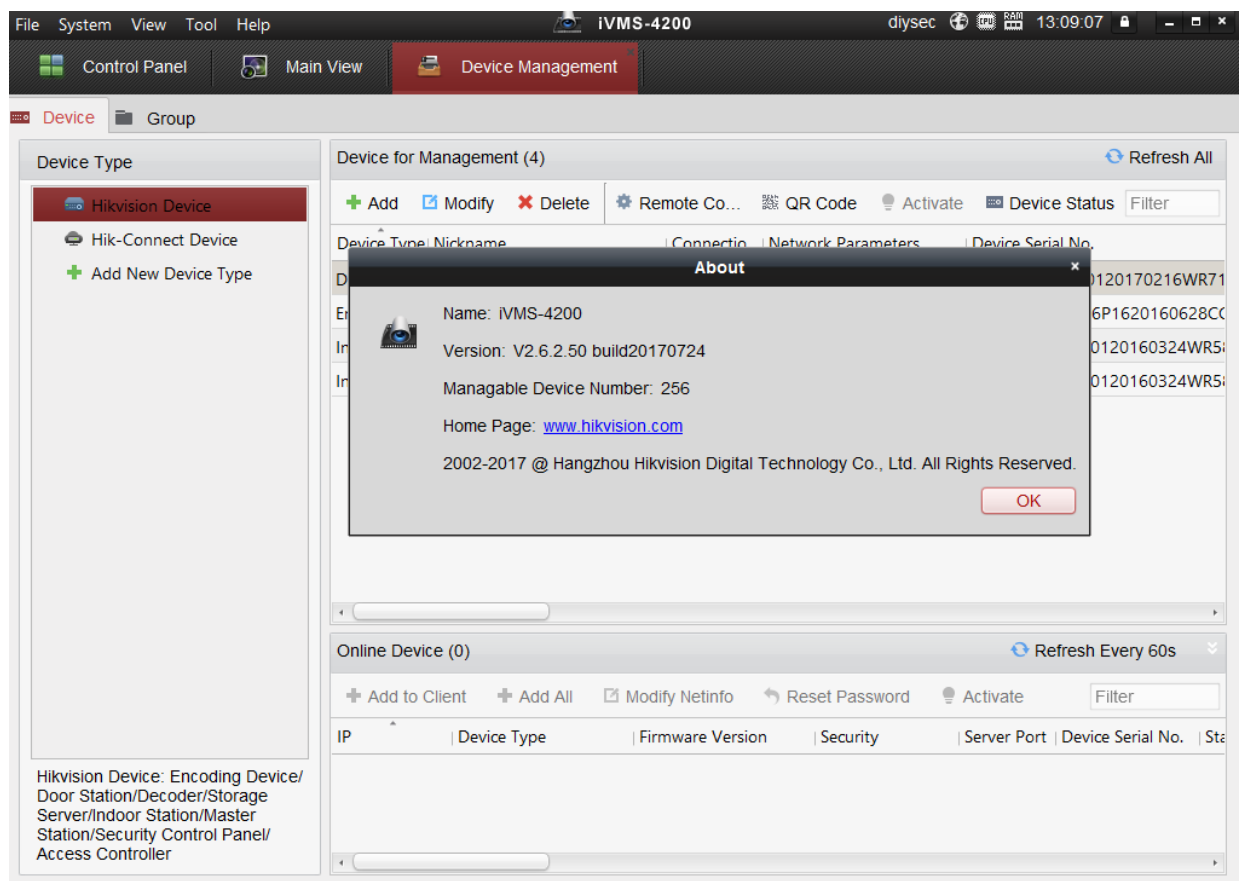 File System View Tool Help iVMS-4200 diysec CPU RAM 13:09:07
Control Panel Main View Device Management
Device Group
Device Type
Hikvision Device
Hik-Connect Device
Add New Device Type
Hikvision Device: Encoding Device/
Door Station/Decoder/Storage
Server/Indoor Station/Master
Station/Security Control Panel/
Access Controller
Device for Management (4) Refresh All
Add Modify Delete Remote Co... QR Code Activate Device Status Filter
Device Type Nickname Connectio Network Parameters Device Serial No.
0120170216WR71
6P1620160628CC
0120160324WR58
0120160324WR58
About
Name: iVMS-4200
Version: V2.6.2.50 build20170724
Managable Device Number: 256
Home Page: www.hikvision.com
2002-2017 @ Hangzhou Hikvision Digital Technology Co., Ltd. All Rights Reserved.
OK
Online Device (0) Refresh Every 60s
Add to Client Add All Modify Netinfo Reset Password Activate Filter
IP Device Type Firmware Version Security Server Port Device Serial No. Sta